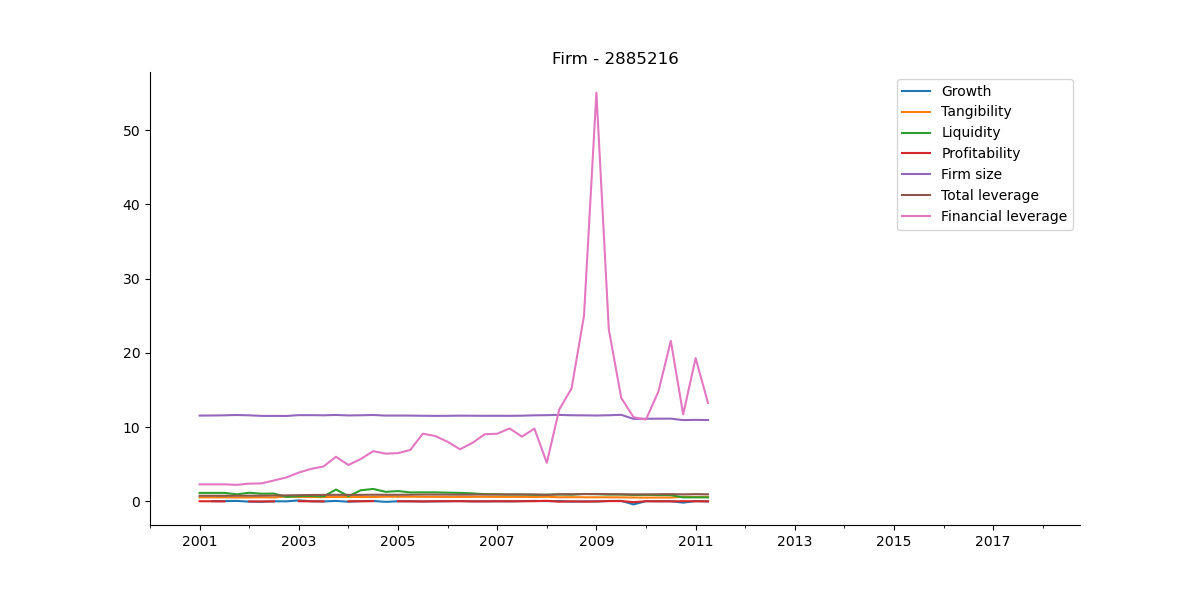 Firm - 2885216
Growth
Tangibility
Liquidity
Profitability
Firm size
Total leverage
Financial leverage
50
40
30
20
10
0
2001 2003 2005 2007 2009 2011 2013 2015 2017